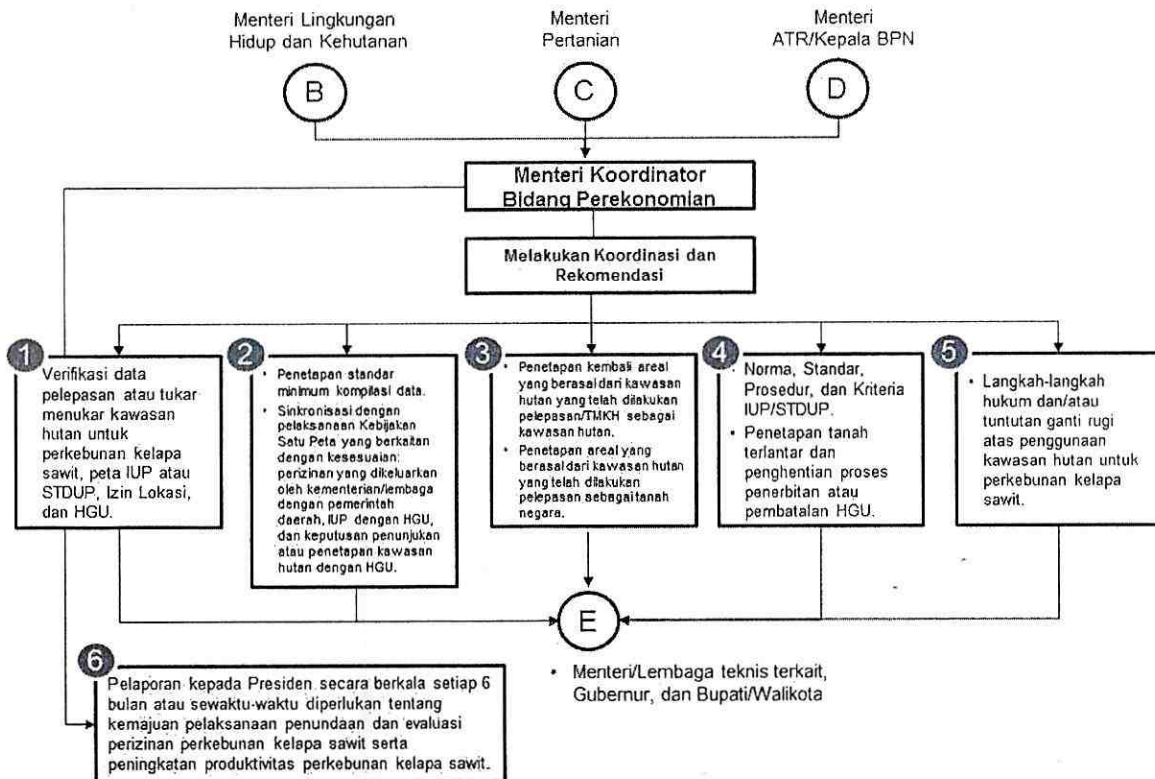 Menteri Lingkungan
Hidup dan Kehutanan
Menteri
Pertanian
Menteri
ATR/Kepala BPN
B
C
D
Menteri Koordinator
Bidang Perekonomian
Melakukan Koordinasi dan
Rekomendasi
1
Verifikasi data
pelepasan atau tukar
menukar kawasan
hutan untuk
perkebunan kelapa
sawit, peta IUP atau
STDUP, Izin Lokasi,
dan HGU.
2
• Penetapan standar
minimum kompilasi data.
• Sinkronisasi dengan
pelaksanaan Kebijakan
Satu Peta yang berkaitan
dengan kesesuaian:
perizinan yang dikeluarkan
oleh kementerian/lembaga
dengan pemerintah
daerah, IUP dengan HGU,
dan keputusan penunjukan
atau penetapan kawasan
hutan dengan HGU.
3
• Penetapan kembali areal
yang berasal dari kawasan
hutan yang telah dilakukan
pelepasan/TMKH sebagai
kawasan hutan.
• Penetapan areal yang
berasal dari kawasan hutan
yang telah dilakukan
pelepasan sebagai tanah
negara.
4
• Norma, Standar,
Prosedur, dan Kriteria
IUP/STDUP.
• Penetapan tanah
terlantar dan
penghentian proses
penerbitan atau
pembatalan HGU.
5
• Langkah-langkah
hukum dan/atau
tuntutan ganti rugi
atas penggunaan
kawasan hutan untuk
perkebunan kelapa
sawit.
E
• Menteri/Lembaga teknis terkait,
Gubernur, dan Bupati/Walikota
6
Pelaporan kepada Presiden secara berkala setiap 6
bulan atau sewaktu-waktu diperlukan tentang
kemajuan pelaksanaan penundaan dan evaluasi
perizinan perkebunan kelapa sawit serta
peningkatan produktivitas perkebunan kelapa sawit.